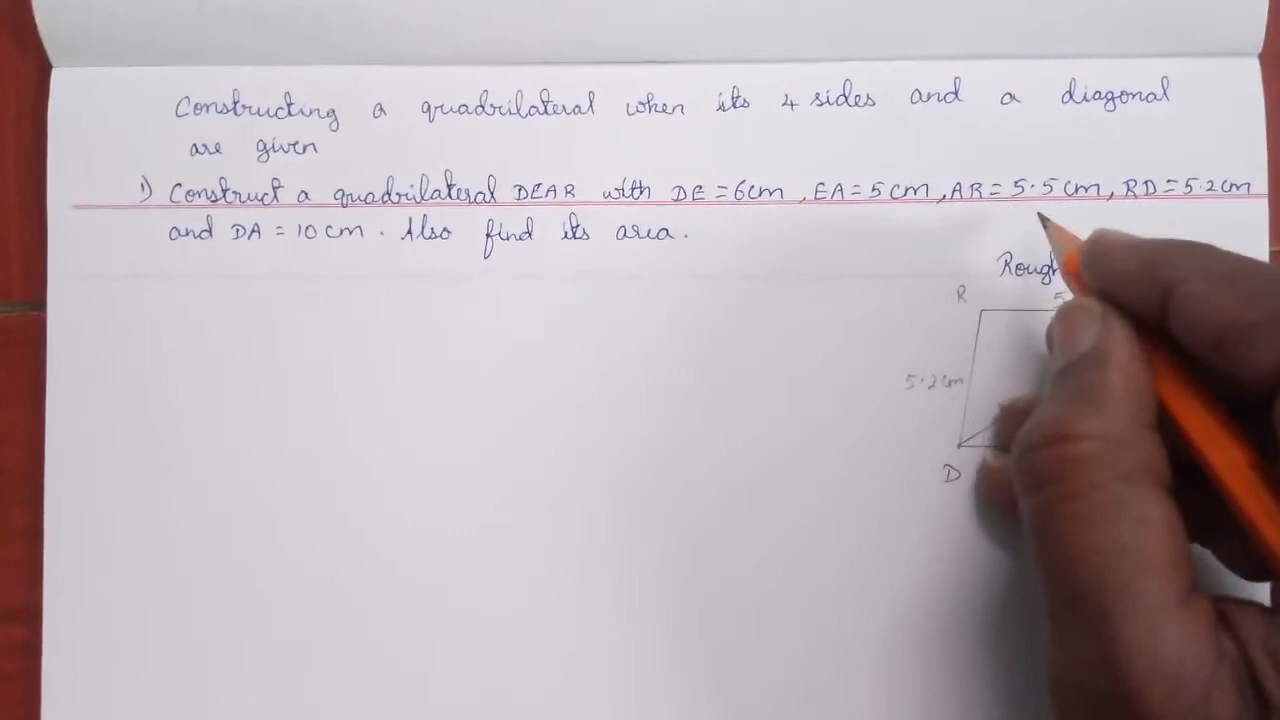 Constructing a quadrilateral when its 4 sides and a diagonal
are given
1) Construct a quadrilateral DEAR with DE = 6cm, EA = 5cm, AR = 5.5cm, RD = 5.2cm
and DA = 10cm. Also find its area.
Rough
R
5.2cm
D